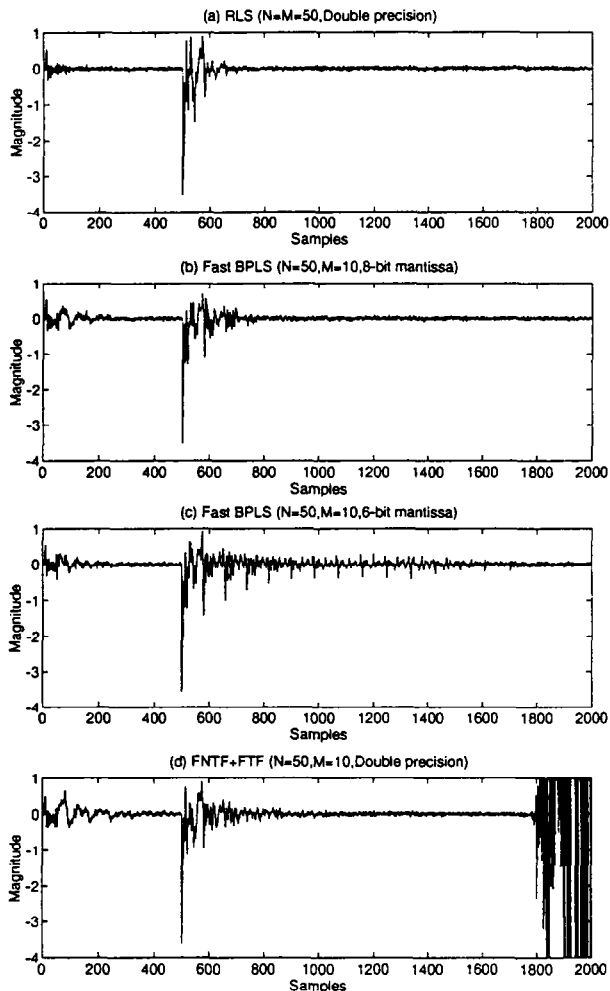 (a) RLS (N=M=50,Double precision)
1
0
-1
-2
-3
-4
Magnitude
0 200 400 600 800 1000 1200 1400 1600 1800 2000
Samples
(b) Fast BPLS (N=50,M=10,8-bit mantissa)
1
0
-1
-2
-3
-4
Magnitude
0 200 400 600 800 1000 1200 1400 1600 1800 2000
Samples
(c) Fast BPLS (N=50,M=10,6-bit mantissa)
1
0
-1
-2
-3
-4
Magnitude
0 200 400 600 800 1000 1200 1400 1600 1800 2000
Samples
(d) FNTF+FTF (N=50,M=10,Double precision)
1
0
-1
-2
-3
-4
Magnitude
0 200 400 600 800 1000 1200 1400 1600 1800 2000
Samples